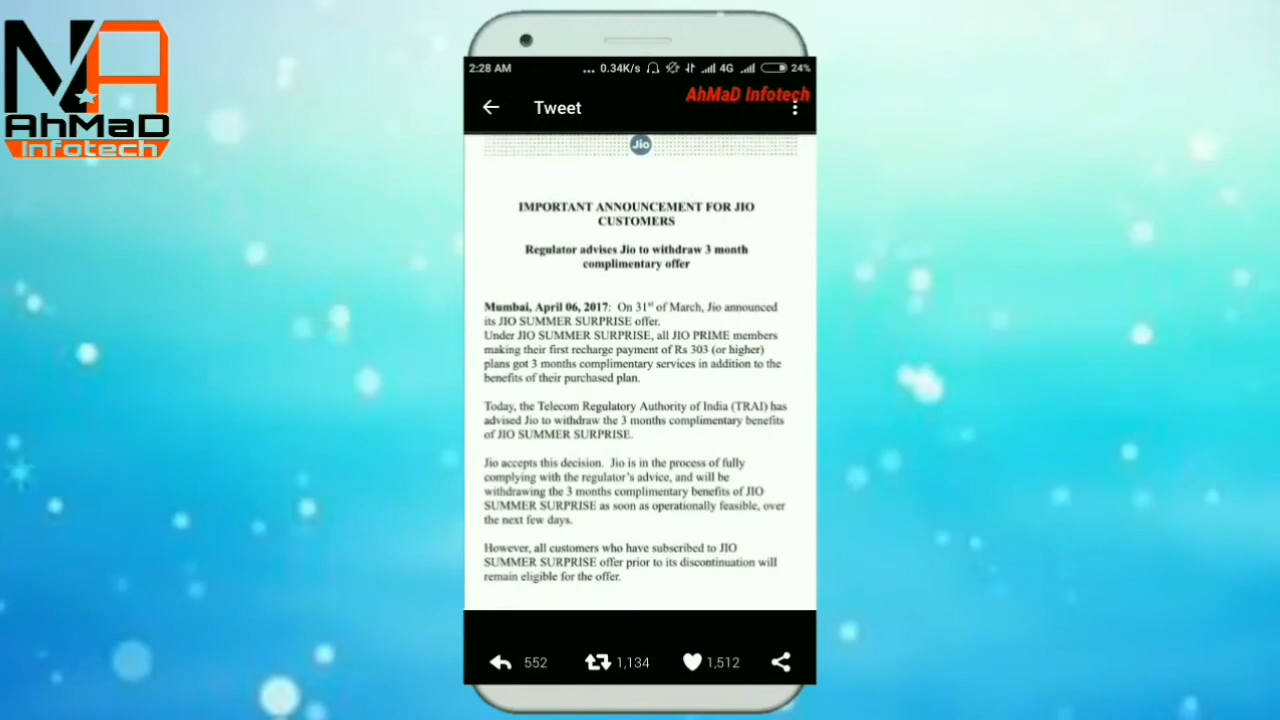 NA
AhMaD
Infotech
2:28 AM ... 0.34K/s 4G 24%
AhMaD Infotech
Tweet
Jio
IMPORTANT ANNOUNCEMENT FOR JIO
CUSTOMERS
Regulator advises Jio to withdraw 3 month
complimentary offer
Mumbai, April 06, 2017: On 31st of March, Jio announced
its JIO SUMMER SURPRISE offer.
Under JIO SUMMER SURPRISE, all JIO PRIME members
making their first recharge payment of Rs 303 (or higher)
plans got 3 months complimentary services in addition to the
benefits of their purchased plan.
Today, the Telecom Regulatory Authority of India (TRAI) has
advised Jio to withdraw the 3 months complimentary benefits
of JIO SUMMER SURPRISE.
Jio accepts this decision. Jio is in the process of fully
complying with the regulator's advice, and will be
withdrawing the 3 months complimentary benefits of JIO
SUMMER SURPRISE as soon as operationally feasible, over
the next few days.
However, all customers who have subscribed to JIO
SUMMER SURPRISE offer prior to its discontinuation will
remain eligible for the offer.
552 1,134 1,512